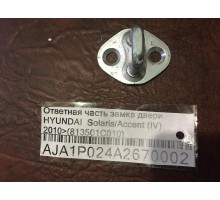 Ответная часть замка двери
HYUNDAI Solaris/Accent (IV)
2010> (813501C010)
AJA1P024A2670002